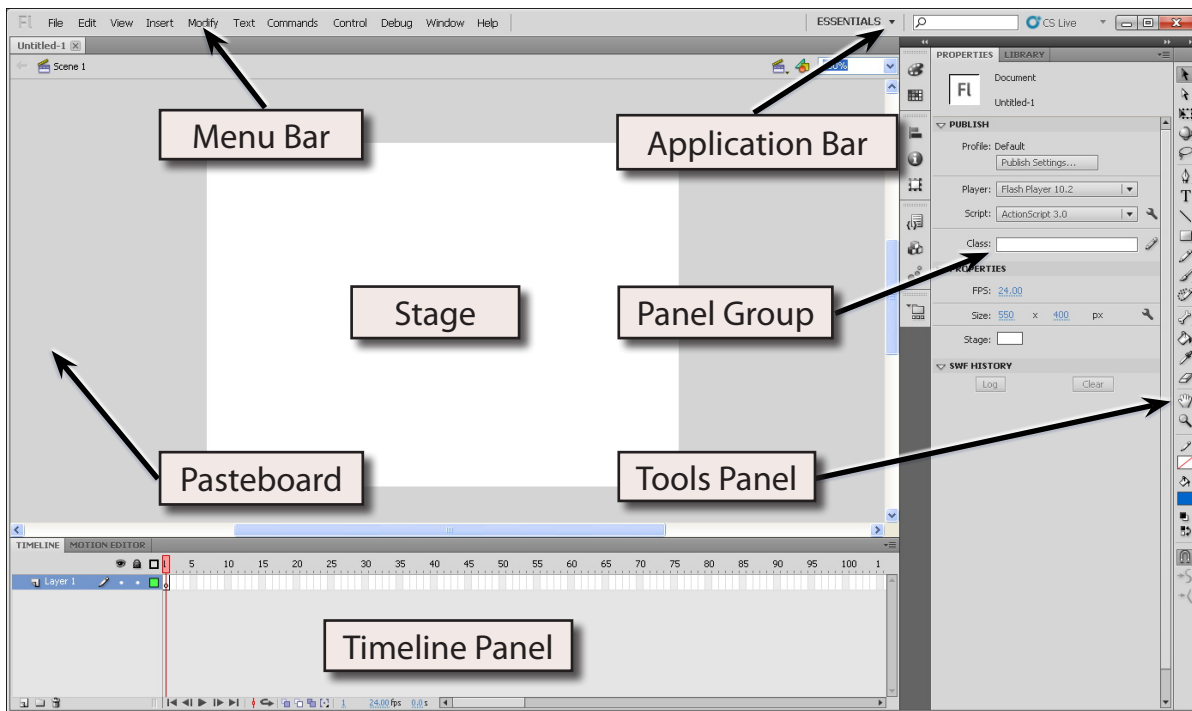 Fl File Edit View Insert Modify Text Commands Control Debug Window Help ESSENTIALS CS Live
Untitled-1
Scene 1
Menu Bar
Application Bar
Stage
Panel Group
Pasteboard
Tools Panel
PROPERTIES LIBRARY
Fl
Document
Untitled-1
PUBLISH
Profile: Default
Publish Settings...
Player: Flash Player 10.2
Script: ActionScript 3.0
Class:
FPS: 24.00
Size: 550 x 400 px
Stage:
SWF HISTORY
Log Clear
T
TIMELINE MOTION EDITOR
1 5 10 15 20 25 30 35 40 45 50 55 60 65 70 75 80 85 90 95 100 1
Layer 1
Timeline Panel
1 24.00 fps 0.0 s